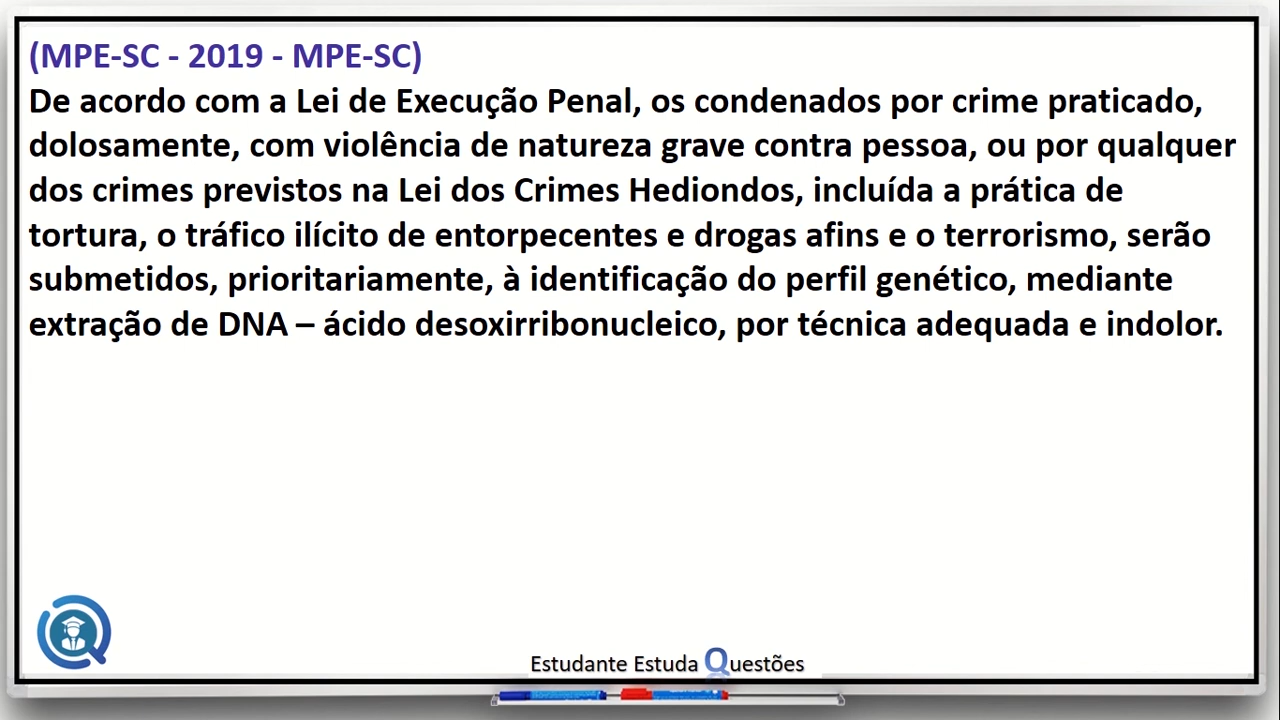 (MPE-SC - 2019 - MPE-SC)
De acordo com a Lei de Execução Penal, os condenados por crime praticado,
dolosamente, com violência de natureza grave contra pessoa, ou por qualquer
dos crimes previstos na Lei dos Crimes Hediondos, incluída a prática de
tortura, o tráfico ilícito de entorpecentes e drogas afins e o terrorismo, serão
submetidos, prioritariamente, à identificação do perfil genético, mediante
extração de DNA – ácido desoxirribonucleico, por técnica adequada e indolor.
Estudante Estuda Questões